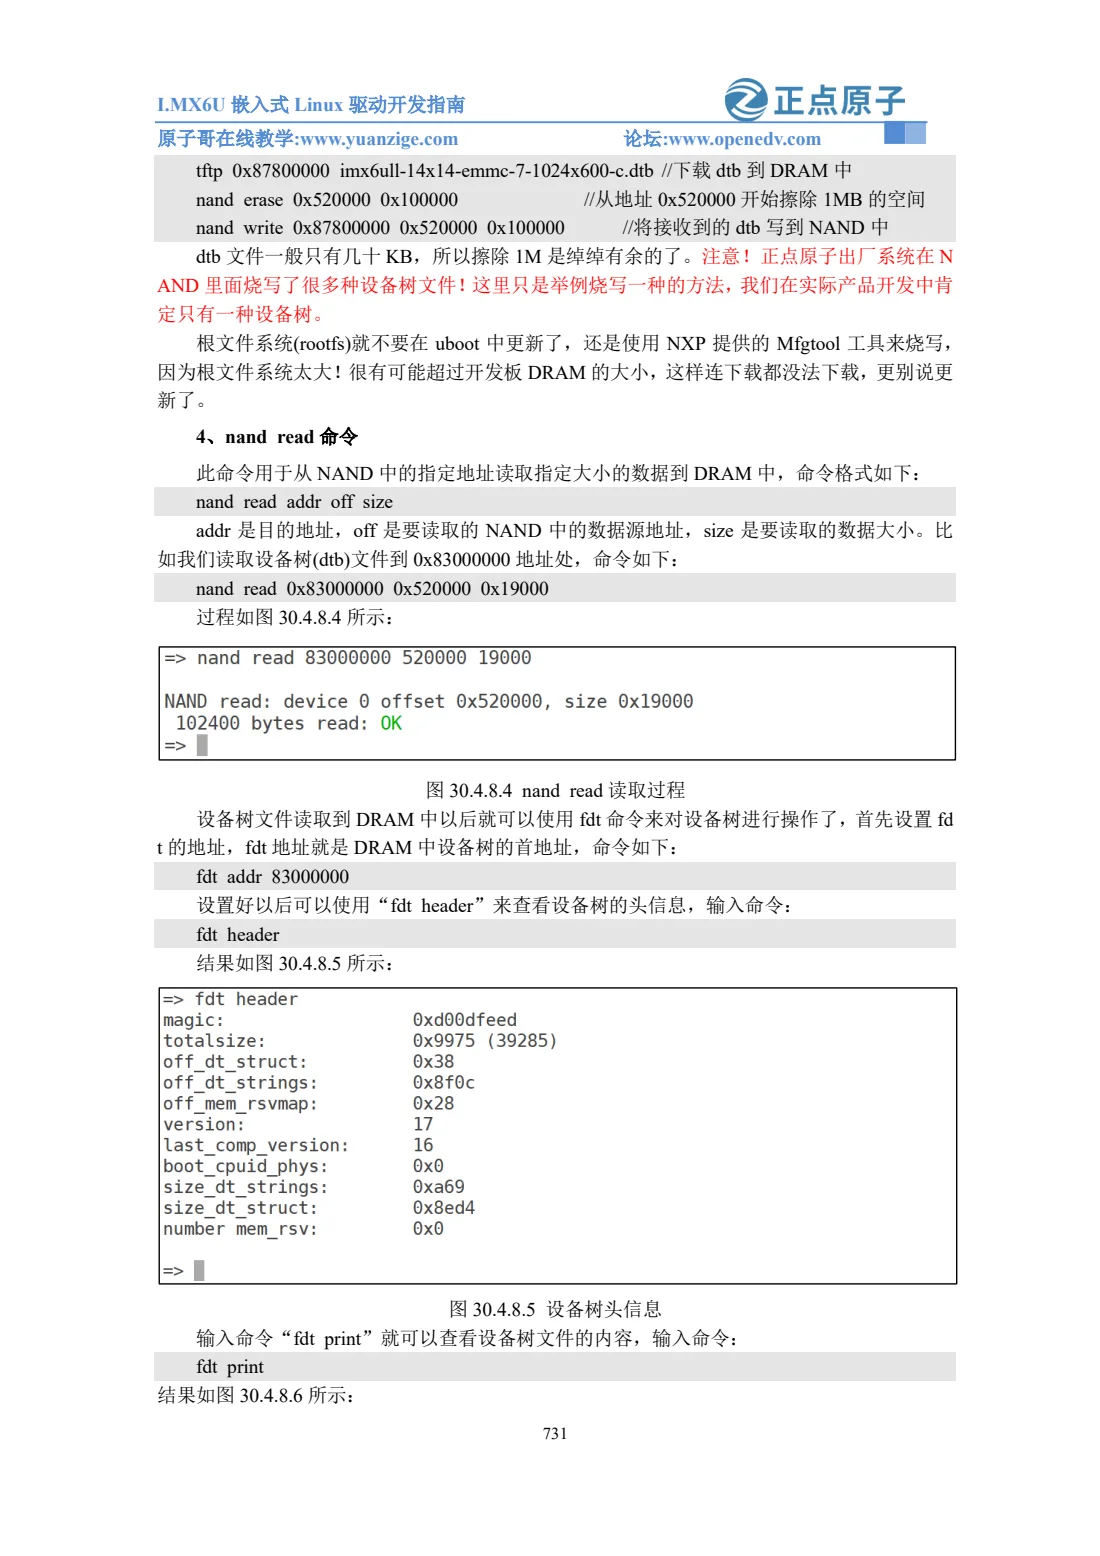 I.MX6U 嵌入式 Linux 驱动开发指南
正点原子
原子哥在线教学:www.yuanzige.com 论坛:www.openedv.com
tftp 0x87800000 imx6ull-14x14-emmc-7-1024x600-c.dtb //下载 dtb 到 DRAM 中
nand erase 0x520000 0x100000 //从地址 0x520000 开始擦除 1MB 的空间
nand write 0x87800000 0x520000 0x100000 //将接收到的 dtb 写到 NAND 中
dtb 文件一般只有几十 KB，所以擦除 1M 是绰绰有余的了。注意！正点原子出厂系统在 N
AND 里面烧写了很多种设备树文件！这里只是举例烧写一种的方法，我们在实际产品开发中肯
定只有一种设备树。
根文件系统(rootfs)就不要在 uboot 中更新了，还是使用 NXP 提供的 Mfgtool 工具来烧写，
因为根文件系统太大！很有可能超过开发板 DRAM 的大小，这样连下载都没法下载，更别说更
新了。
4、nand read 命令
此命令用于从 NAND 中的指定地址读取指定大小的数据到 DRAM 中，命令格式如下：
nand read addr off size
addr 是目的地址，off 是要读取的 NAND 中的数据源地址，size 是要读取的数据大小。比
如我们读取设备树(dtb)文件到 0x83000000 地址处，命令如下：
nand read 0x83000000 0x520000 0x19000
过程如图 30.4.8.4 所示：
=> nand read 83000000 520000 19000
NAND read: device 0 offset 0x520000, size 0x19000
102400 bytes read: OK
=>
图 30.4.8.4 nand read 读取过程
设备树文件读取到 DRAM 中以后就可以使用 fdt 命令来对设备树进行操作了，首先设置 fd
t 的地址，fdt 地址就是 DRAM 中设备树的首地址，命令如下：
fdt addr 83000000
设置好以后可以使用“fdt header”来查看设备树的头信息，输入命令：
fdt header
结果如图 30.4.8.5 所示：
=> fdt header
magic: 0xd00dfeed
totalsize: 0x9975 (39285)
off_dt_struct: 0x38
off_dt_strings: 0x8f0c
off_mem_rsvmap: 0x28
version: 17
last_comp_version: 16
boot_cpuid_phys: 0x0
size_dt_strings: 0xa69
size_dt_struct: 0x8ed4
number mem_rsv: 0x0
=>
图 30.4.8.5 设备树头信息
输入命令“fdt print”就可以查看设备树文件的内容，输入命令：
fdt print
结果如图 30.4.8.6 所示：
731